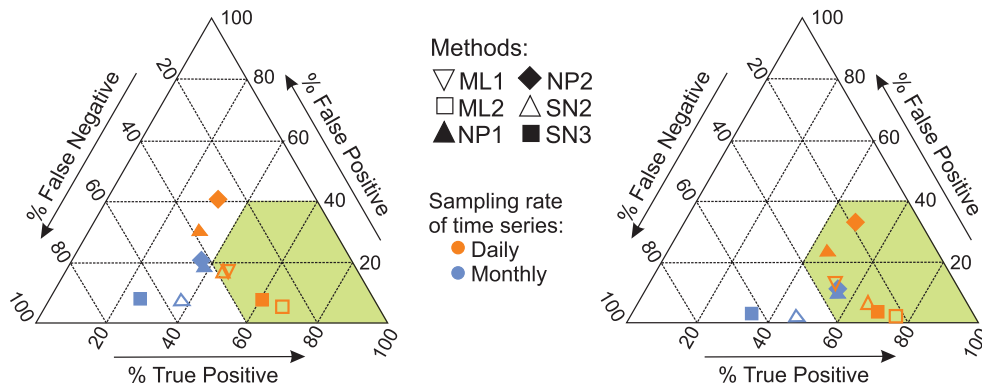 100
20
80
% False Negative
% False Positive
40
60
60
40
80
20
100
20
40
60
80
100
% True Positive
Methods:
ML1
NP2
ML2
SN2
NP1
SN3
Sampling rate
of time series:
Daily
Monthly
100
20
80
% False Negative
% False Positive
40
60
60
40
80
20
100
20
40
60
80
100
% True Positive